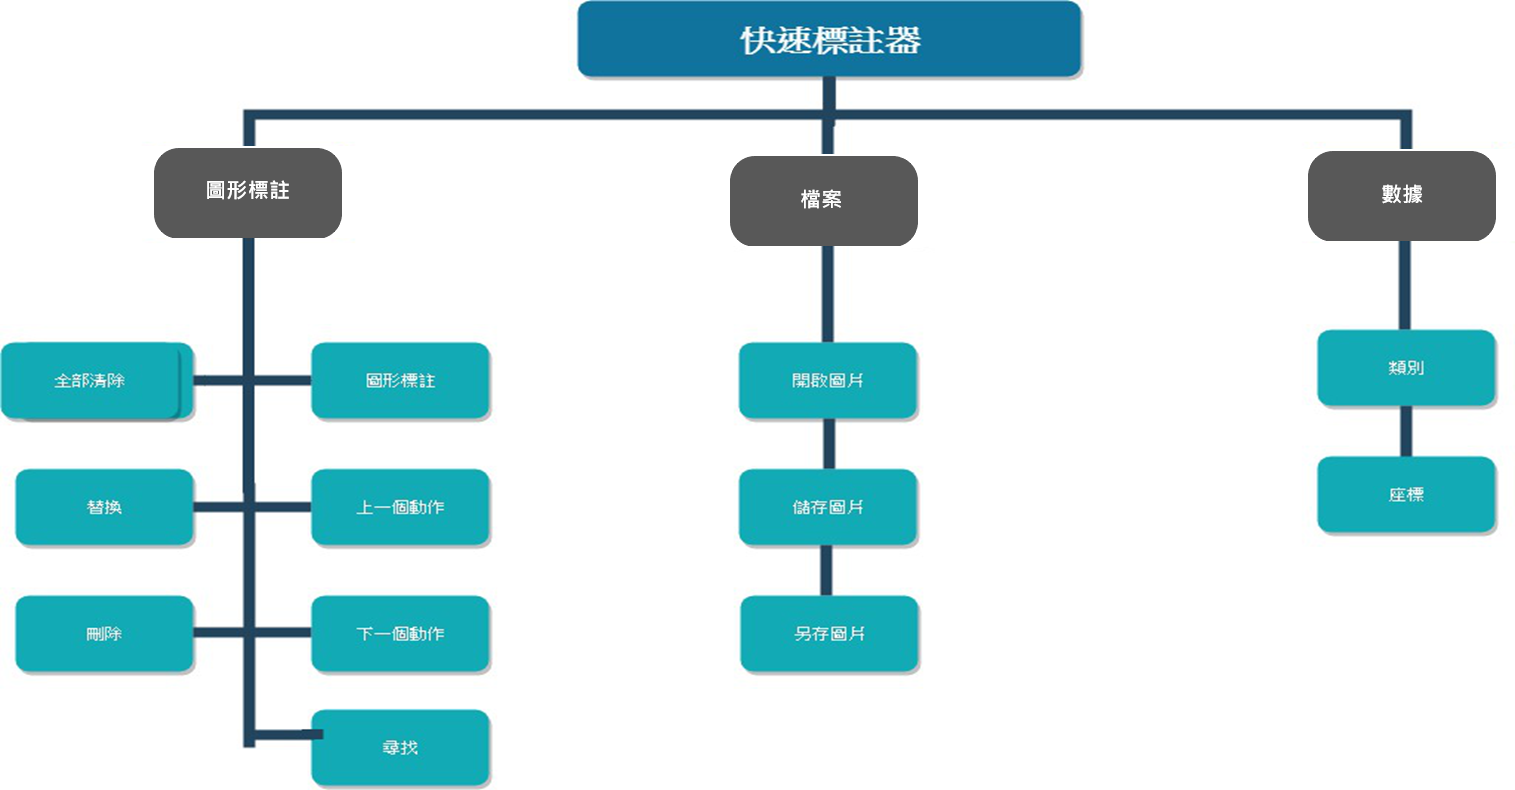 快速標註器
圖形標註
檔案
數據
全部清除
圖形標註
開啟圖片
類別
替換
上一個動作
儲存圖片
座標
刪除
下一個動作
另存圖片
尋找